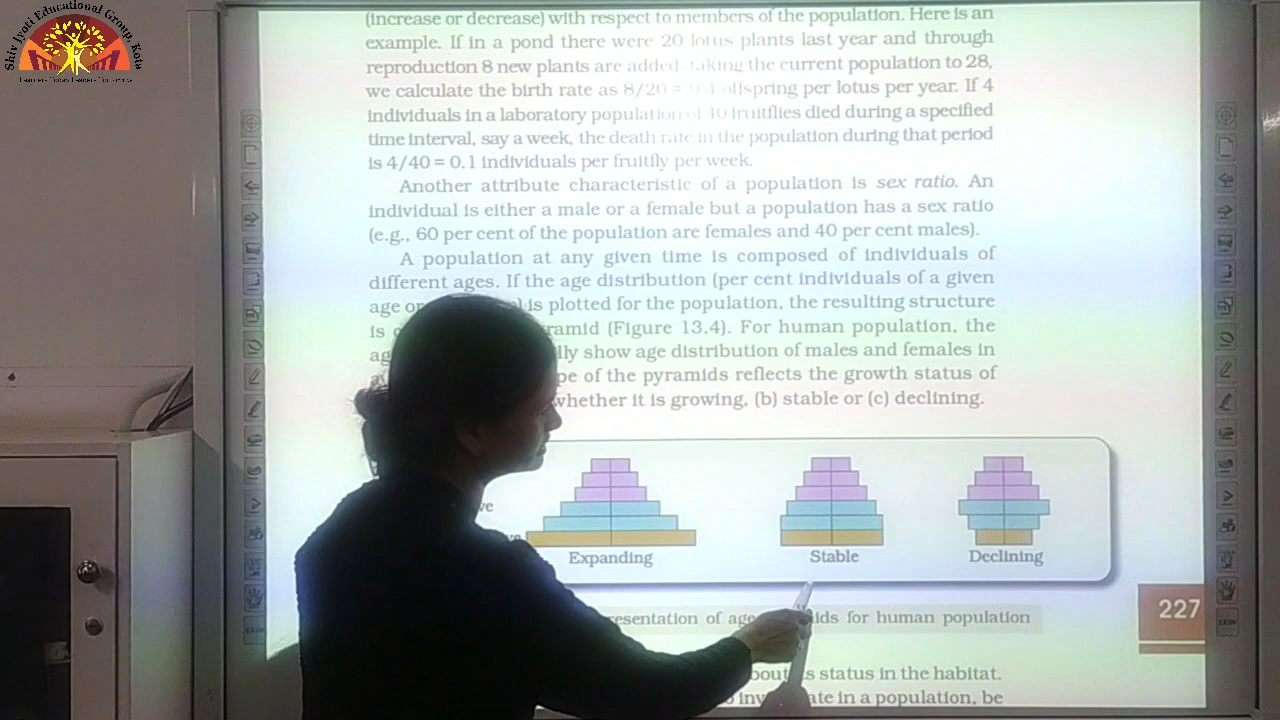 Shiv Jyoti Educational Group, Kota
(increase or decrease) with respect to members of the population. Here is an
example. If in a pond there were 20 lotus plants last year and through
reproduction 8 new plants are added taking the current population to 28,
we calculate the birth rate as 8/20 = 0.4 offspring per lotus per year. If 4
individuals in a laboratory population of 40 fruitflies died during a specified
time interval, say a week, the death rate in the population during that period
is 4/40 = 0.1 individuals per fruitfly per week.
Another attribute characteristic of a population is sex ratio. An
individual is either a male or a female but a population has a sex ratio
(e.g., 60 per cent of the population are females and 40 per cent males).
A population at any given time is composed of individuals of
different ages. If the age distribution (per cent individuals of a given
age is plotted for the population, the resulting structure
is ramid (Figure 13.4). For human population, the
ag lly show age distribution of males and females in
pe of the pyramids reflects the growth status of
whether it is growing, (b) stable or (c) declining.
ve
Expanding Stable Declining
esentation of age ids for human population
227
status in the habitat.
in a population, be